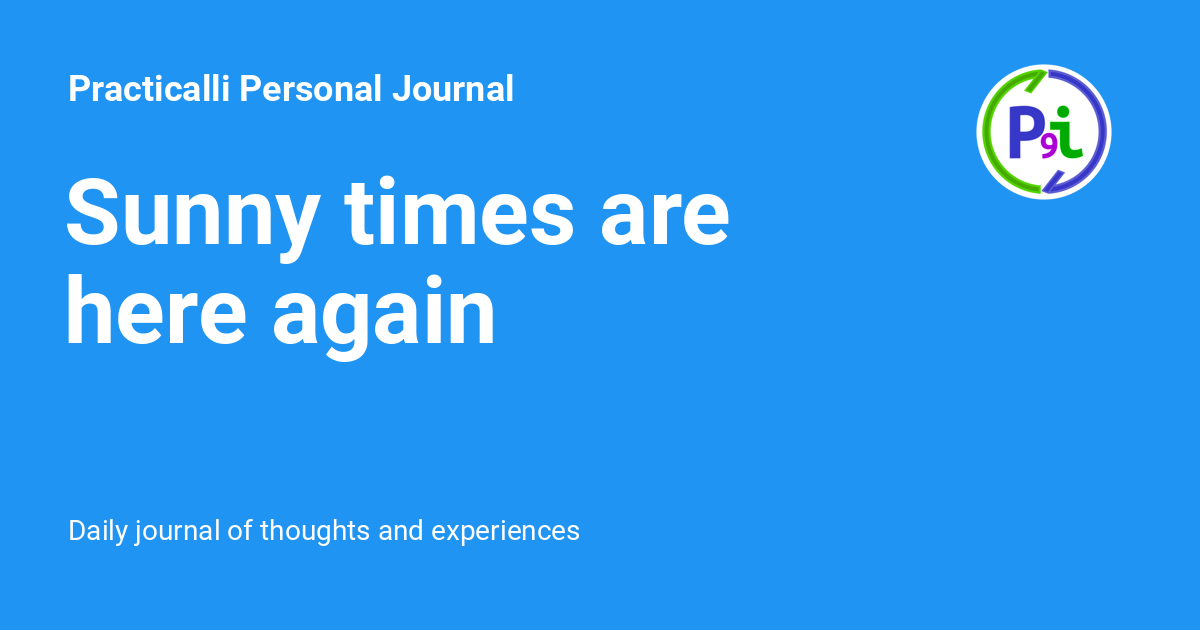 Practicalli Personal Journal
P9i
Sunny times are
here again
Daily journal of thoughts and experiences